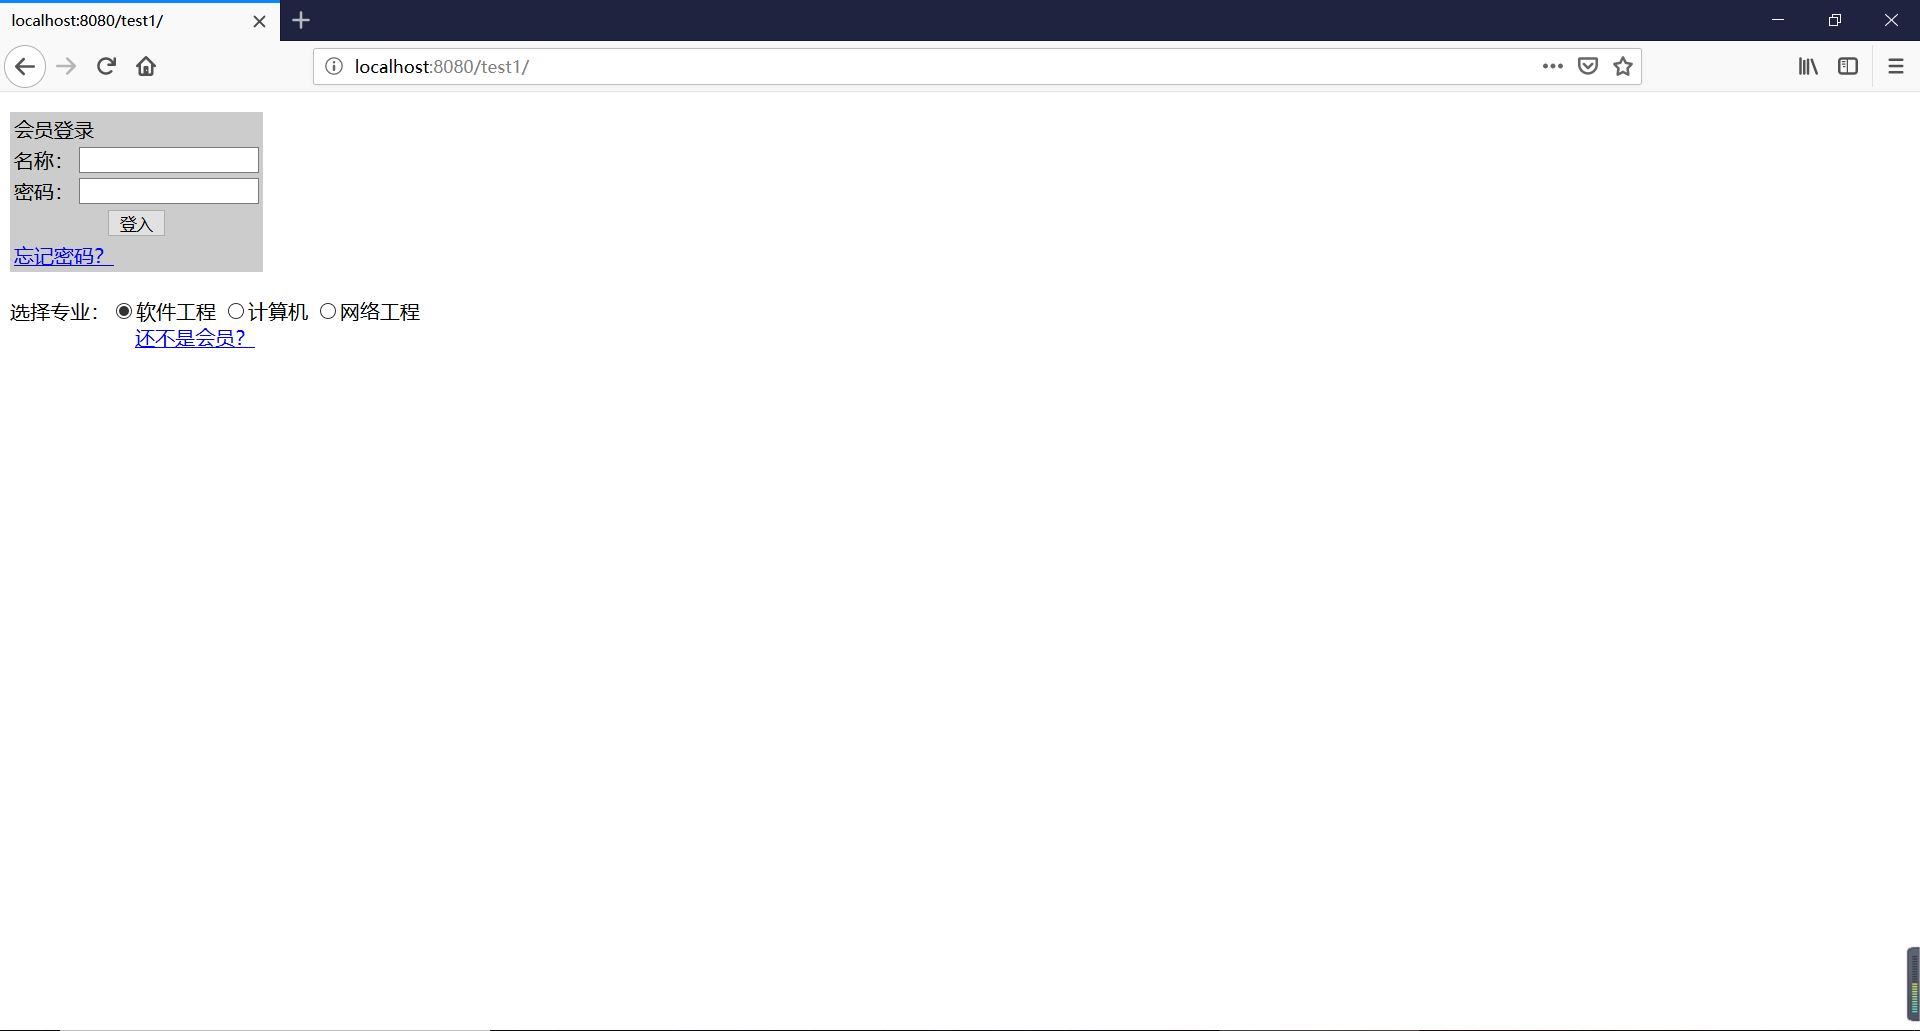 localhost:8080/test1/
localhost:8080/test1/
会员登录
名称：
密码：
登入
忘记密码？
选择专业： 软件工程 计算机 网络工程
还不是会员？